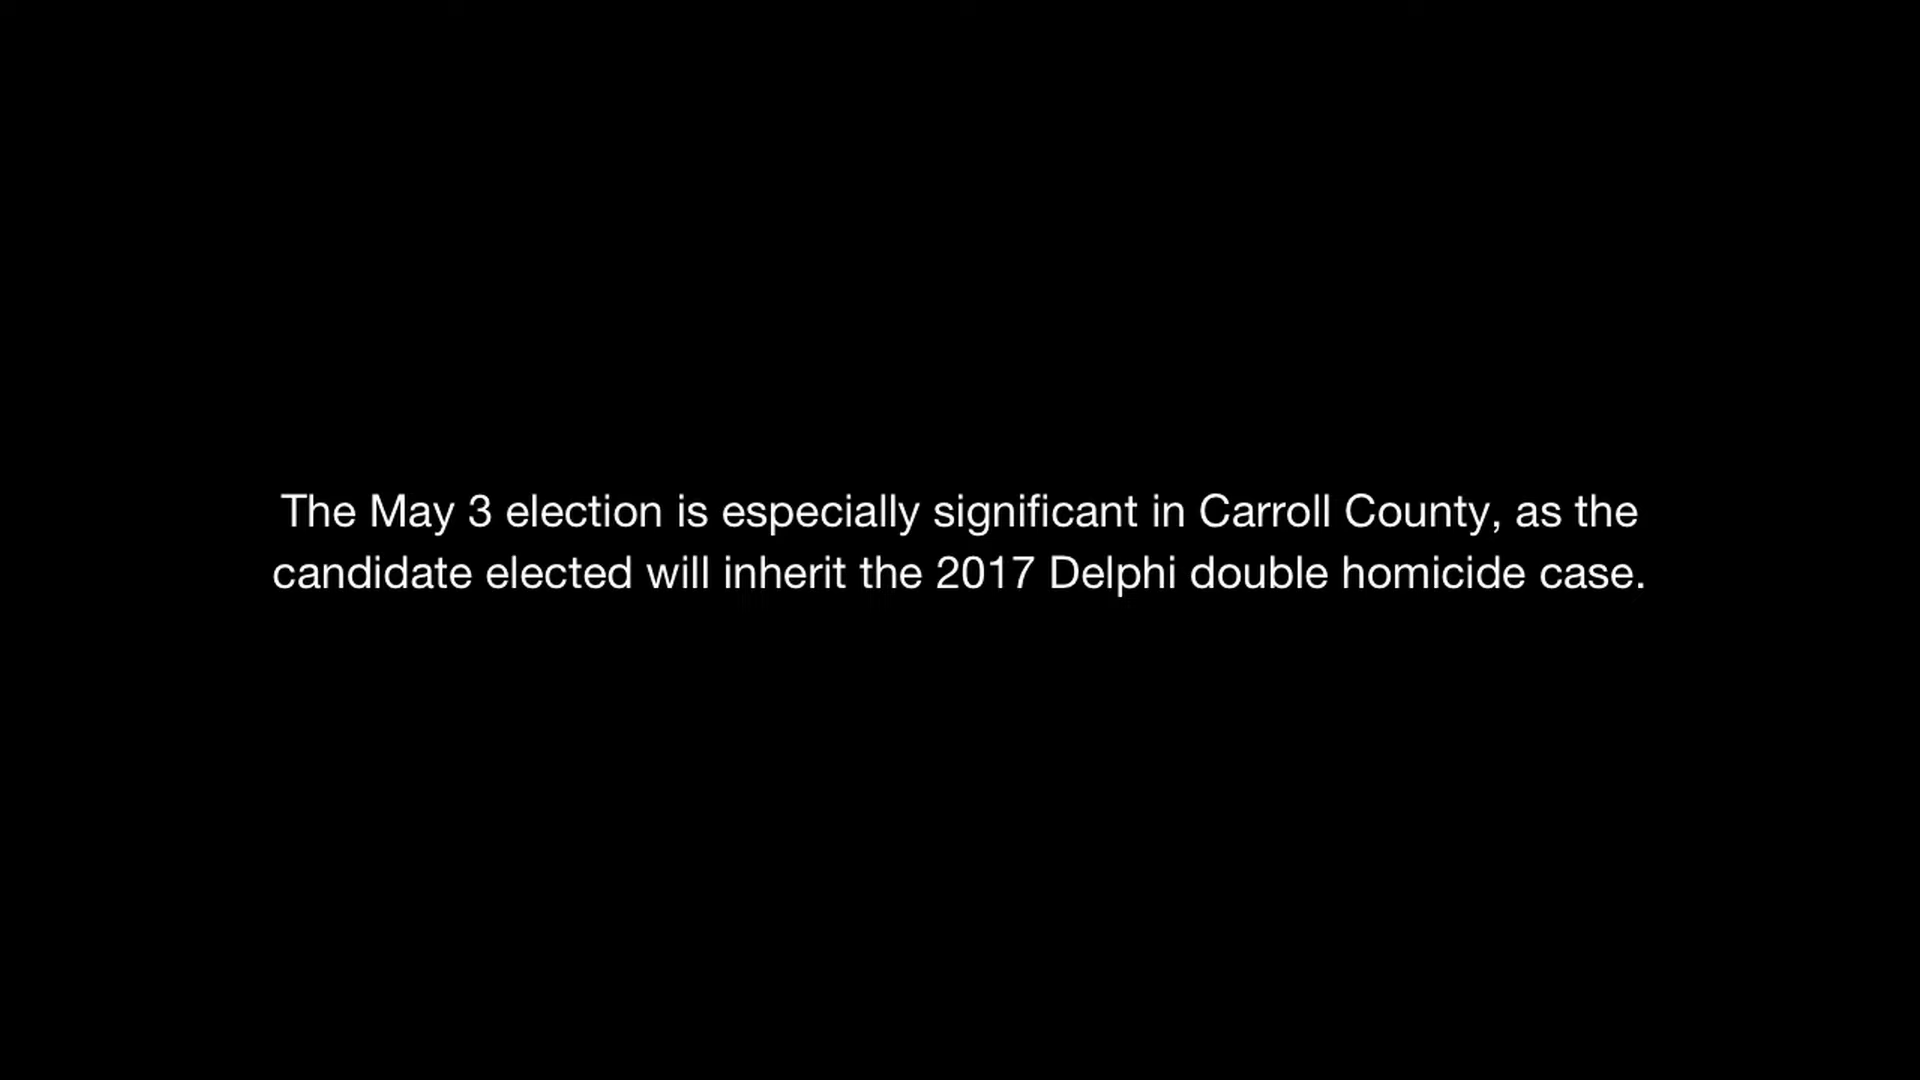 The May 3 election is especially significant in Carroll County, as the
candidate elected will inherit the 2017 Delphi double homicide case.